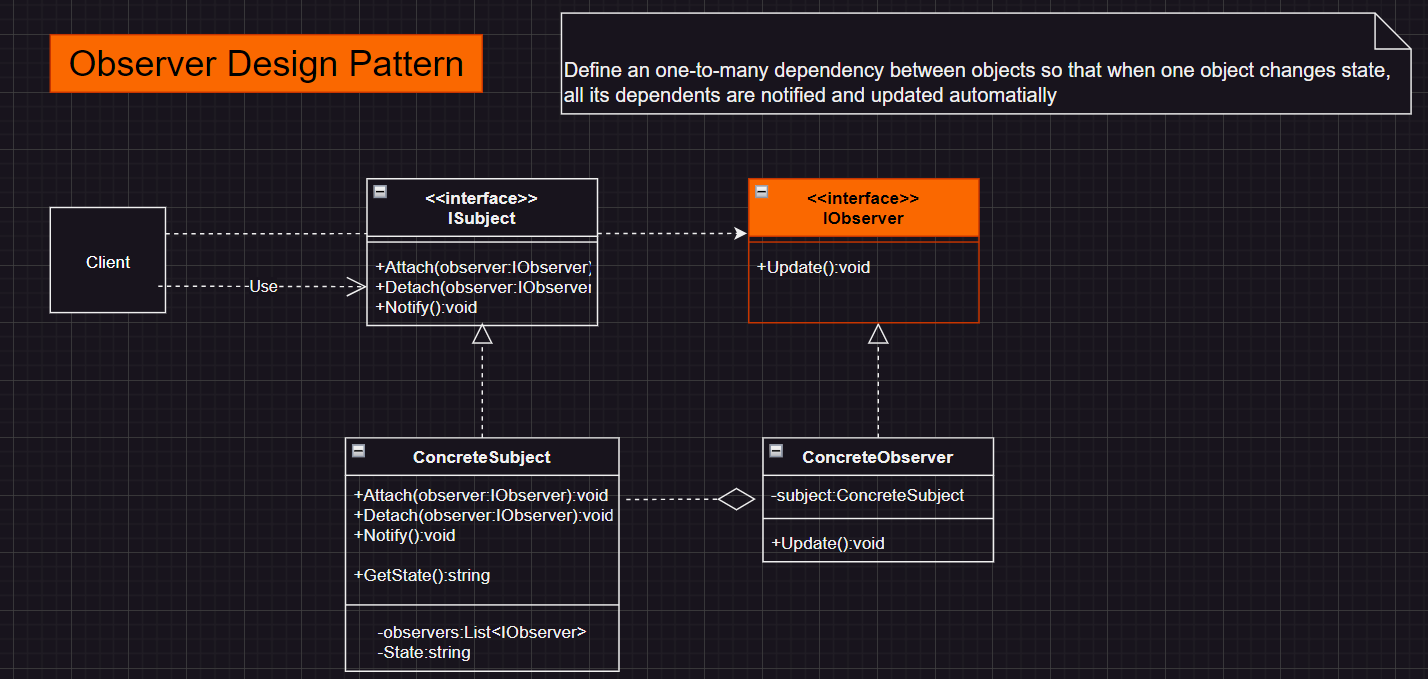 Observer Design Pattern
Define an one-to-many dependency between objects so that when one object changes state,
all its dependents are notified and updated automatially
Client
Use
<<interface>>
ISubject
+Attach(observer:IObserver)
+Detach(observer:IObserver
+Notify():void
<<interface>>
IObserver
+Update():void
ConcreteSubject
+Attach(observer:IObserver):void
+Detach(observer:IObserver):void
+Notify():void
+GetState():string
-observers:List<IObserver>
-State:string
ConcreteObserver
-subject:ConcreteSubject
+Update():void